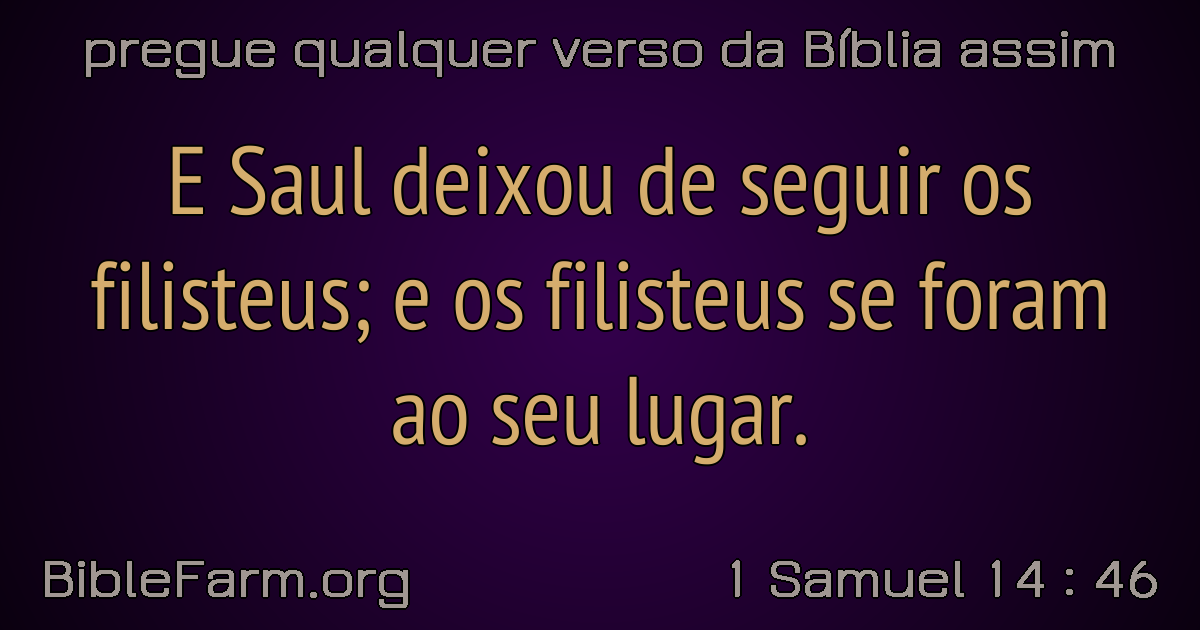 pregue qualquer verso da Bíblia assim
E Saul deixou de seguir os
filisteus; e os filisteus se foram
ao seu lugar.
BibleFarm.org
1 Samuel 14 : 46